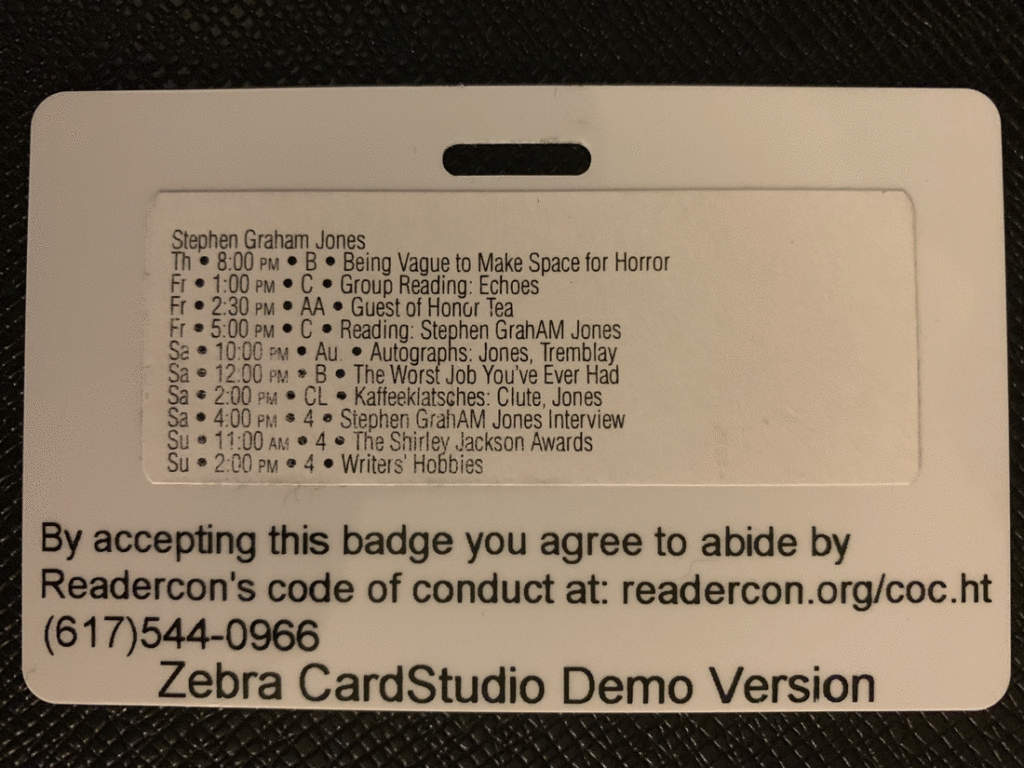 Stephen Graham Jones
Th • 8:00 PM • B • Being Vague to Make Space for Horror
Fr • 1:00 PM • C • Group Reading: Echoes
Fr • 2:30 PM • AA • Guest of Honor Tea
Fr • 5:00 PM • C • Reading: Stephen GrahAM Jones
Sa • 10:00 PM • Au. • Autographs: Jones, Tremblay
Sa • 12:00 PM • B • The Worst Job You've Ever Had
Sa • 2:00 PM • CL • Kaffeeklatsches: Clute, Jones
Sa • 4:00 PM • 4 • Stephen GrahAM Jones Interview
Su • 11:00 AM • 4 • The Shirley Jackson Awards
Su • 2:00 PM • 4 • Writers' Hobbies
By accepting this badge you agree to abide by
Readercon's code of conduct at: readercon.org/coc.ht
(617)544-0966
Zebra CardStudio Demo Version